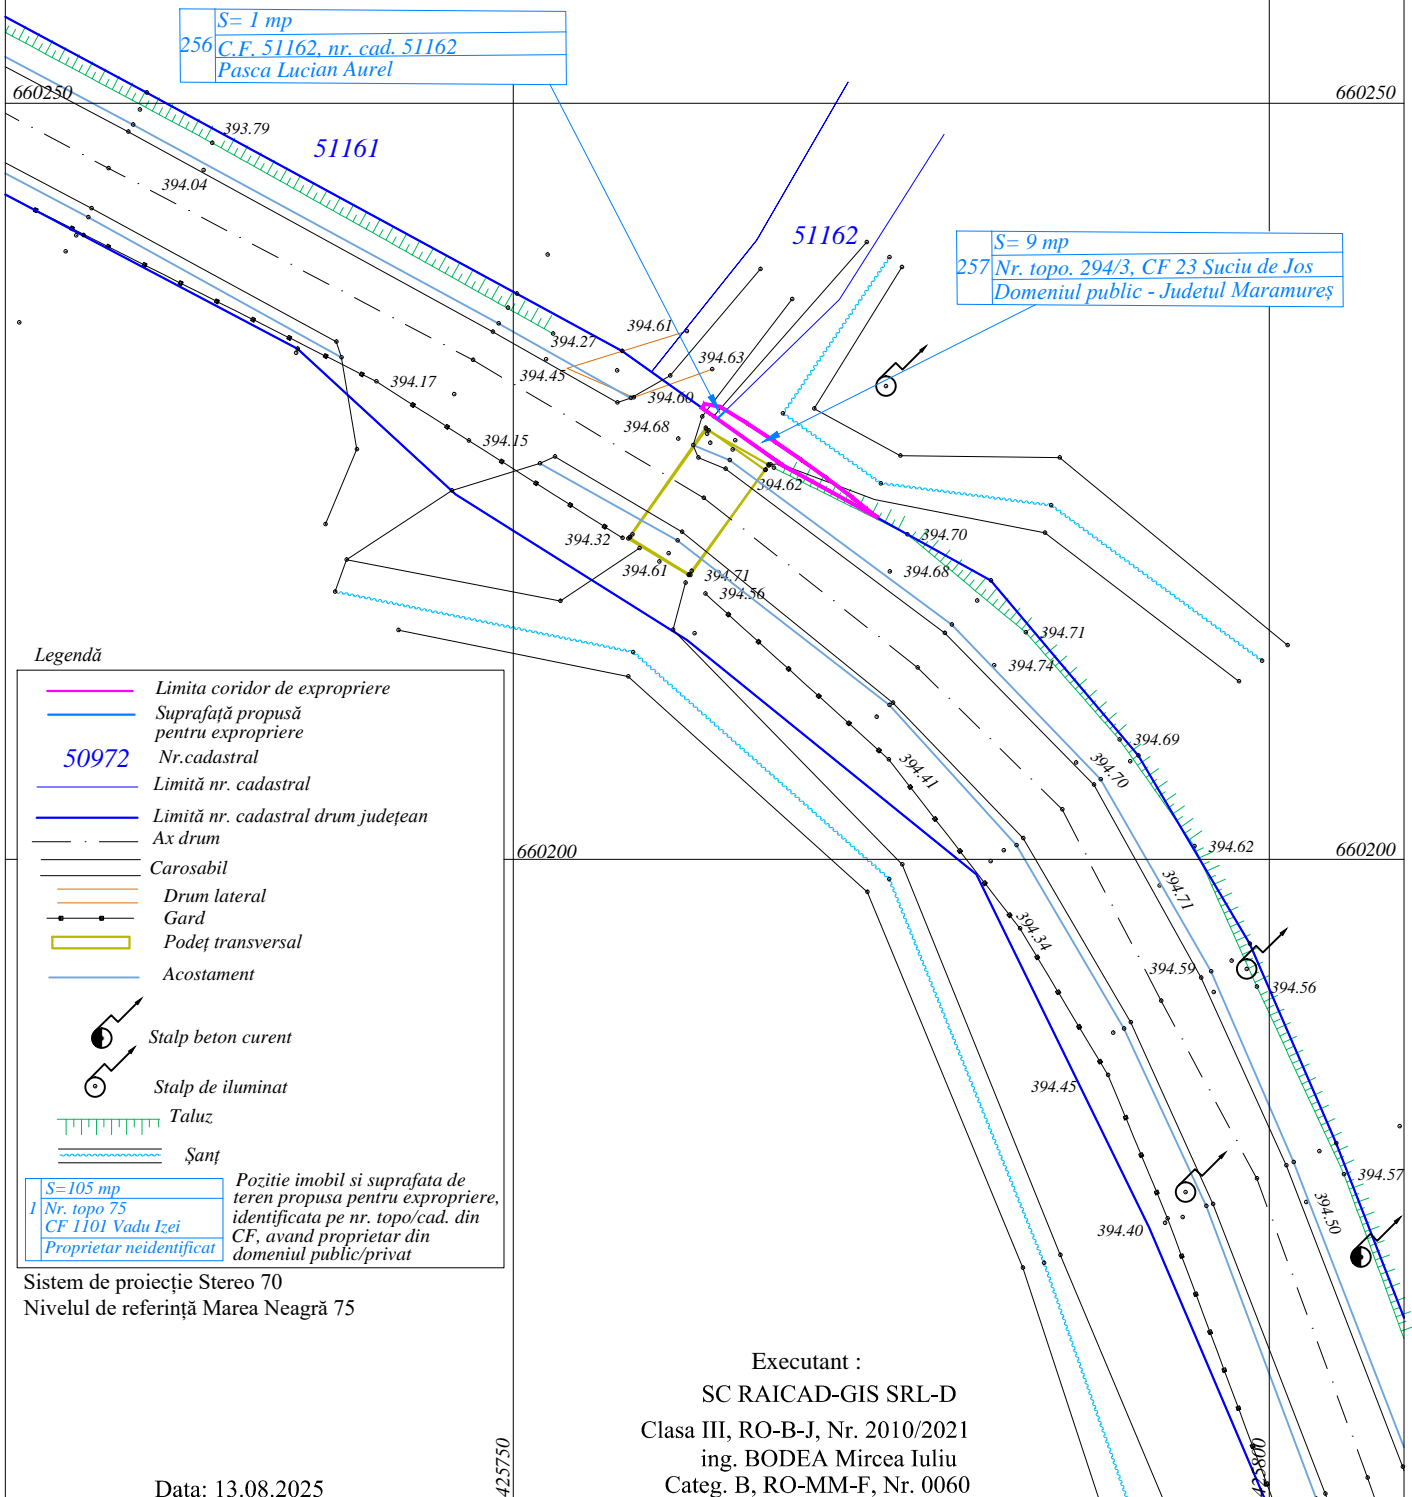 S= 1 mp
256 C.F. 51162, nr. cad. 51162
Pasca Lucian Aurel
660250
660250
393.79
51161
394.04
51162
S= 9 mp
257 Nr. topo. 294/3, CF 23 Suciu de Jos
Domeniul public - Judetul Maramureș
394.61
394.27
394.63
394.45
394.17
394.60
394.68
394.15
394.62
394.32
394.70
394.61
394.71
394.68
394.56
394.71
394.74
394.69
394.70
394.41
394.62
394.71
394.34
394.59
394.56
394.45
394.57
394.50
394.40
660200
660200
Legendă
Limita coridor de expropriere
Suprafață propusă
pentru expropriere
50972 Nr.cadastral
Limită nr. cadastral
Limită nr. cadastral drum județean
Ax drum
Carosabil
Drum lateral
Gard
Podeț transversal
Acostament
Stalp beton curent
Stalp de iluminat
Taluz
Șanț
S=105 mp
1 Nr. topo 75
CF 1101 Vadu Izei
Proprietar neidentificat
Pozitie imobil si suprafata de
teren propusa pentru expropriere,
identificata pe nr. topo/cad. din
CF, avand proprietar din
domeniul public/privat
Sistem de proiecție Stereo 70
Nivelul de referință Marea Neagră 75
Executant :
SC RAICAD-GIS SRL-D
Clasa III, RO-B-J, Nr. 2010/2021
ing. BODEA Mircea Iuliu
Categ. B, RO-MM-F, Nr. 0060
425750
425800
Data: 13.08.2025